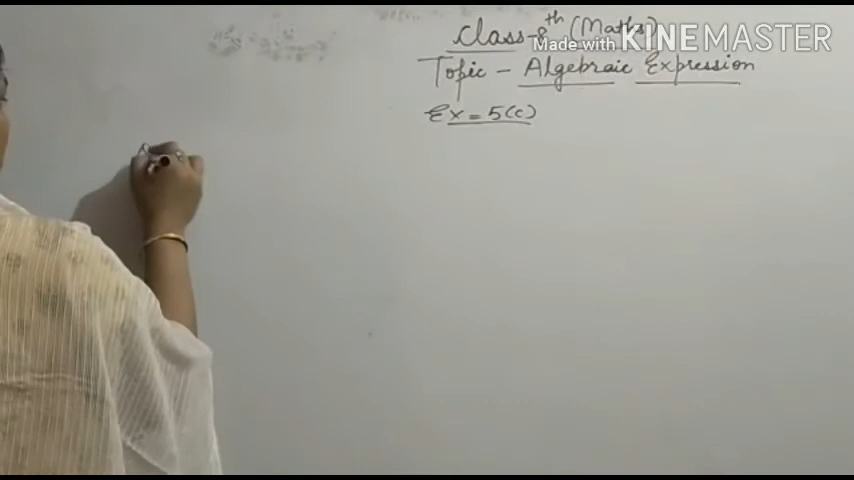 class-8th (Maths)
Made with KINEMASTER
Topic - Algebraic Expression
Ex = 5(c)